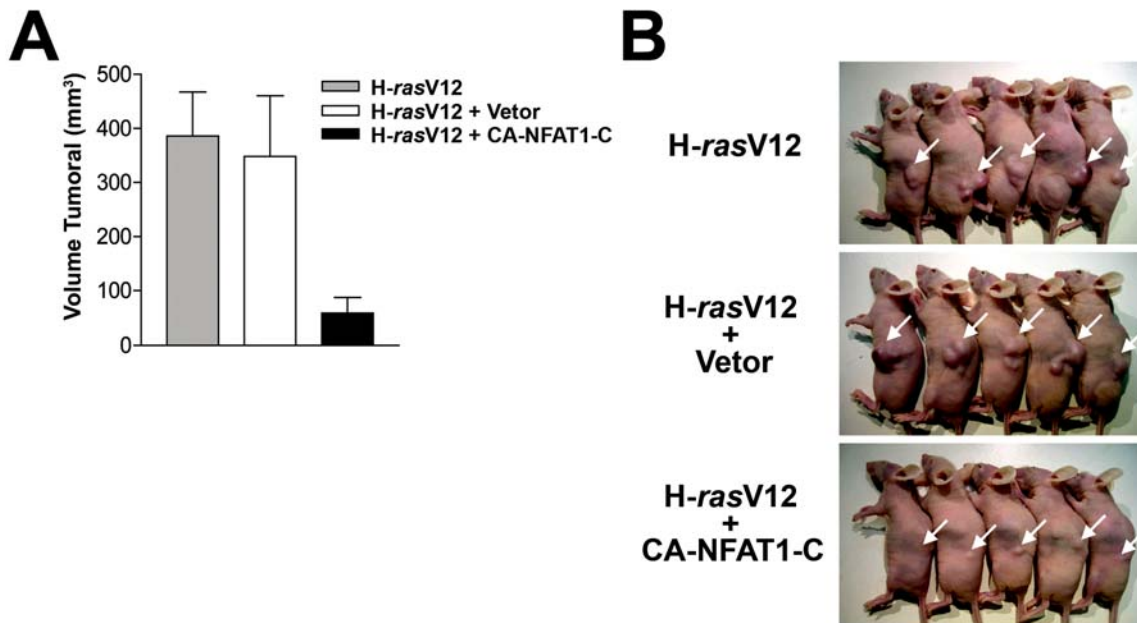 A
Volume Tumoral (mm³)
500
400
300
200
100
0
H-rasV12
H-rasV12 + Vetor
H-rasV12 + CA-NFAT1-C
B
H-rasV12
H-rasV12
+
Vetor
H-rasV12
+
CA-NFAT1-C